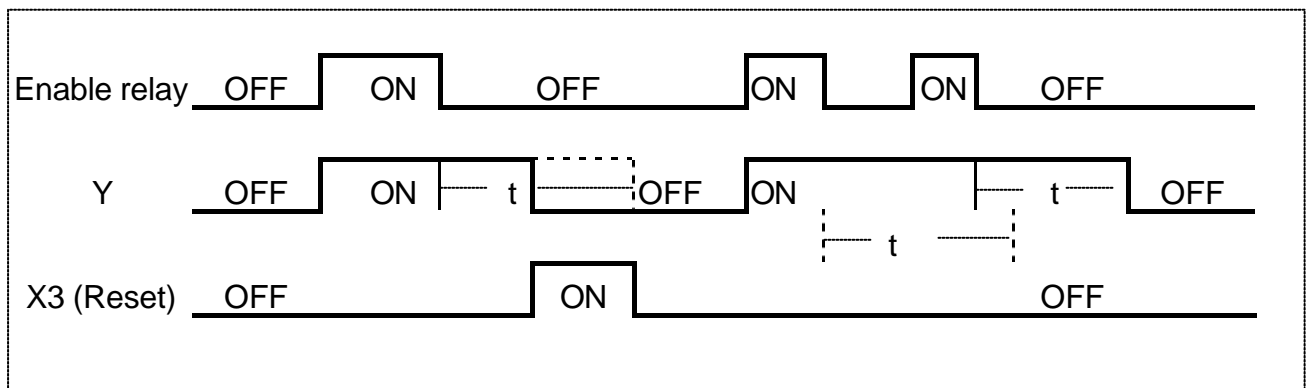 Enable relay OFF ON OFF ON ON OFF
Y OFF ON t OFF ON t OFF
t
X3 (Reset) OFF ON OFF